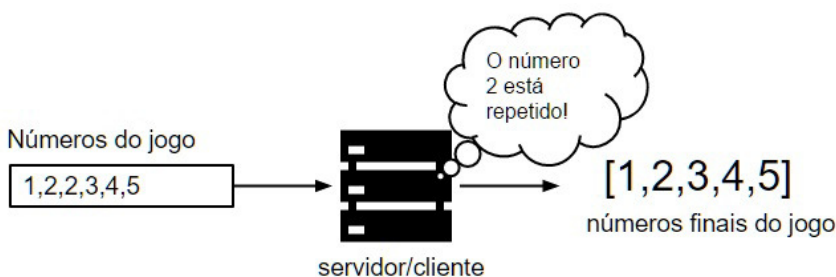 Números do jogo
1,2,2,3,4,5
O número
2 está
repetido!
servidor/cliente
[1,2,3,4,5]
números finais do jogo